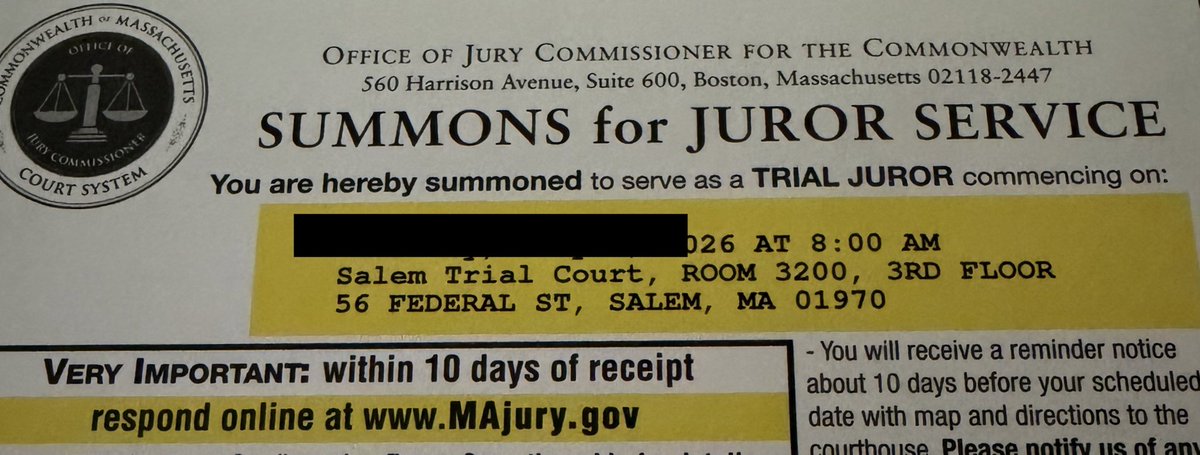 COMMONWEALTH OF MASSACHUSETTS
OFFICE OF
JURY COMMISSIONER
COURT SYSTEM
OFFICE OF JURY COMMISSIONER FOR THE COMMONWEALTH
560 Harrison Avenue, Suite 600, Boston, Massachusetts 02118-2447
SUMMONS for JUROR SERVICE
You are hereby summoned to serve as a TRIAL JUROR commencing on:
026 AT 8:00 AM
Salem Trial Court, ROOM 3200, 3RD FLOOR
56 FEDERAL ST, SALEM, MA 01970
VERY IMPORTANT: within 10 days of receipt
respond online at www.MAjury.gov
- You will receive a reminder notice
about 10 days before your scheduled
date with map and directions to the
courthouse. Please notify us of any